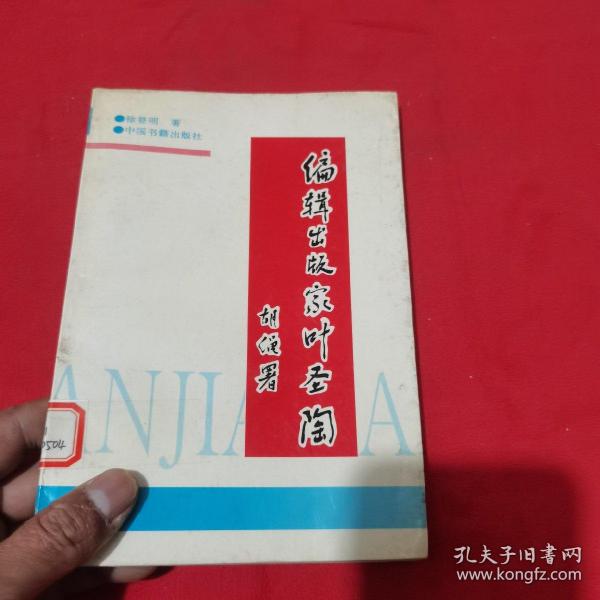 ●徐登明 著
●中国书籍出版社
编辑出版家叶圣陶
胡绳署
ANJIA A
0504
孔夫子旧书网
www.kongfz.com